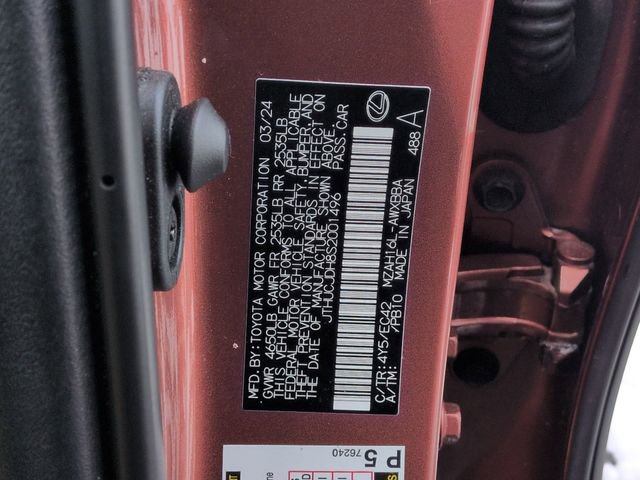 MFD.BY:TOYOTA MOTOR CORPORATION 03/24
GVWR 4650LB GAWR FR 2535LB RR 2535LB
THIS VEHICLE CONFORMS TO ALL APPLICABLE
FEDERAL MOTOR VEHICLE SAFETY, BUMPER, AND
THEFT PREVENTION STANDARDS IN EFFECT ON
THE DATE OF MANUFACTURE SHOWN ABOVE.
JTHUCJDH8S2001496 PASS.CAR
C/TR:4Y5/EC42 MZAH16L-AWXBBA
A/TM: /PB10 MADE IN JAPAN 488 A
P 5
76240